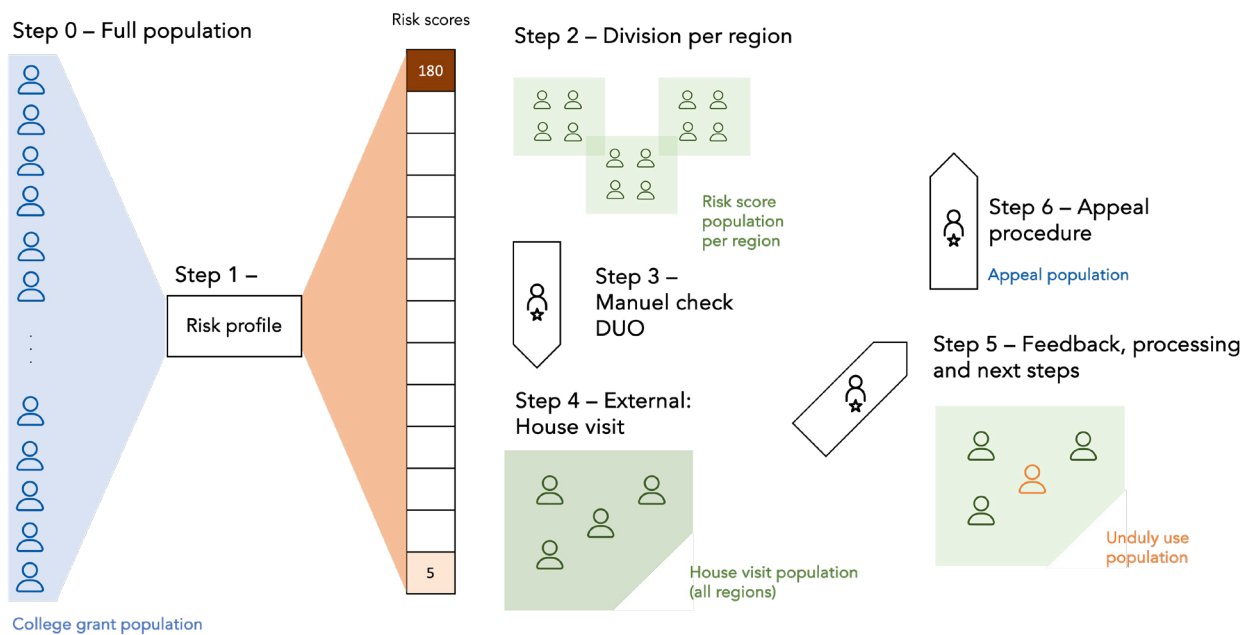 Step 0 – Full population
College grant population
Step 1 –
Risk profile
Risk scores
180
5
Step 2 – Division per region
Risk score
population
per region
Step 3 –
Manuel check
DUO
Step 4 – External:
House visit
House visit population
(all regions)
Step 5 – Feedback, processing
and next steps
Unduly use
population
Step 6 – Appeal
procedure
Appeal population